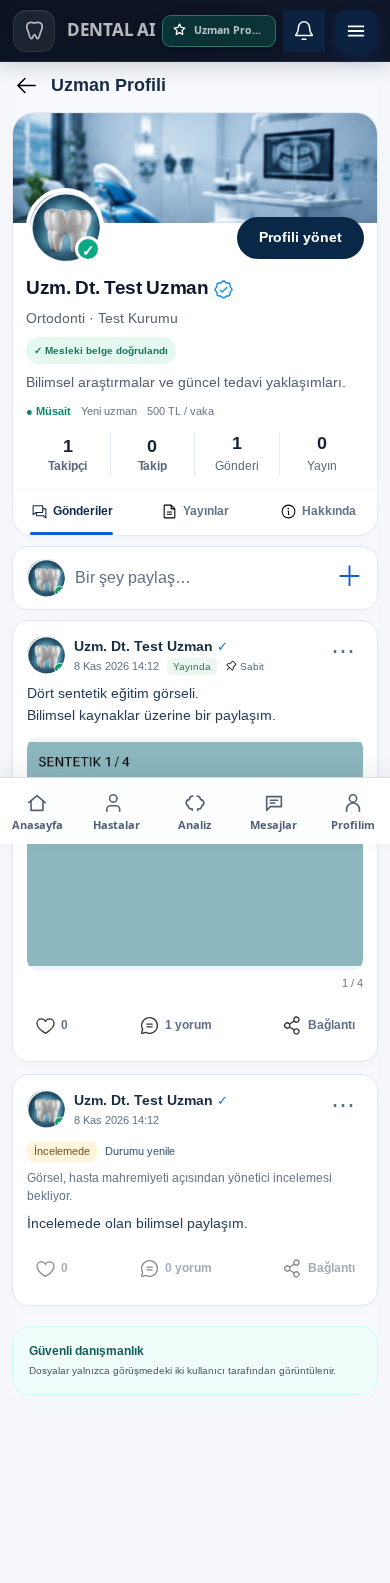 DENTAL AI
Uzman Pro...
Uzman Profili
Profili yönet
Uzm. Dt. Test Uzman
Ortodonti · Test Kurumu
✓ Mesleki belge doğrulandı
Bilimsel araştırmalar ve güncel tedavi yaklaşımları.
● Müsait Yeni uzman 500 TL / vaka
1 0 1 0
Takipçi Takip Gönderi Yayın
Gönderiler Yayınlar Hakkında
Bir şey paylaş…
Uzm. Dt. Test Uzman ✓
8 Kas 2026 14:12 Yayında Sabit
Dört sentetik eğitim görseli.
Bilimsel kaynaklar üzerine bir paylaşım.
SENTETIK 1 / 4
Anasayfa Hastalar Analiz Mesajlar Profilim
1 / 4
0 1 yorum Bağlantı
Uzm. Dt. Test Uzman ✓
8 Kas 2026 14:12
İncelemede Durumu yenile
Görsel, hasta mahremiyeti açısından yönetici incelemesi
bekliyor.
İncelemede olan bilimsel paylaşım.
0 0 yorum Bağlantı
Güvenli danışmanlık
Dosyalar yalnızca görüşmedeki iki kullanıcı tarafından görüntülenir.